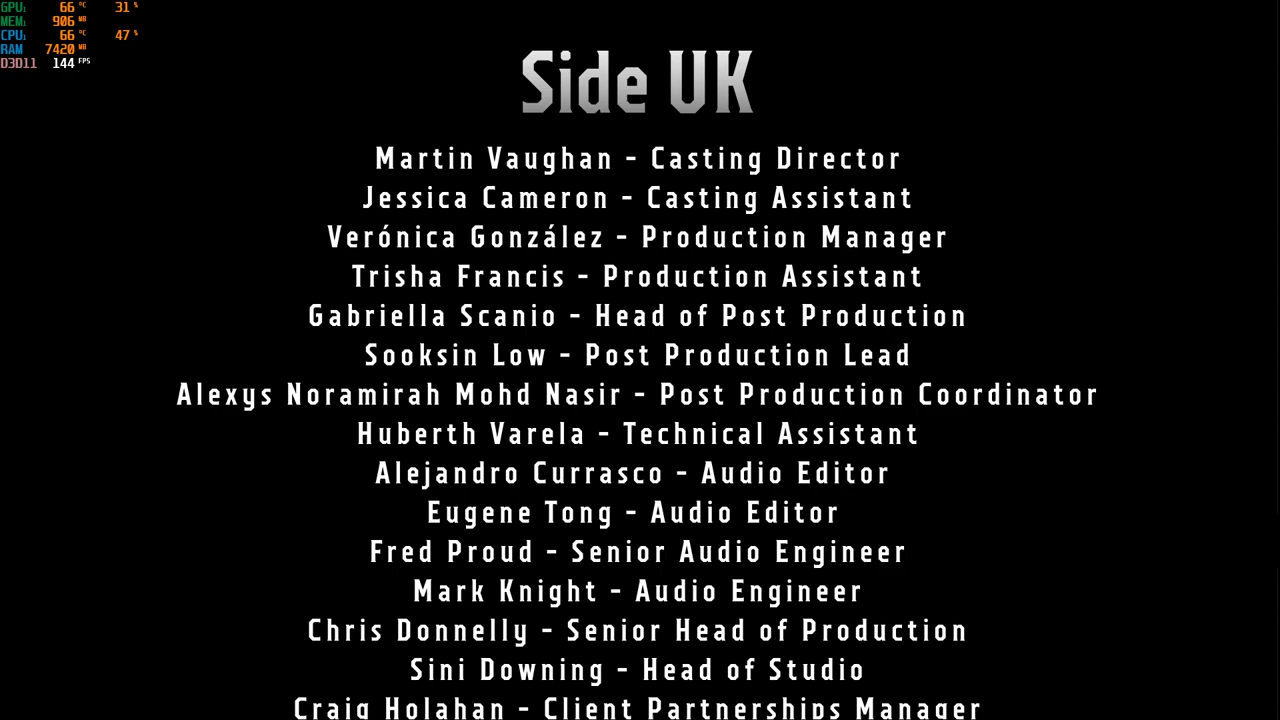 GPU: 66 °C 31 %
MEM: 906 MB
CPU: 66 °C 47 %
RAM 7420 MB
D3D11 144 FPS
Side UK
Martin Vaughan - Casting Director
Jessica Cameron - Casting Assistant
Verónica González - Production Manager
Trisha Francis - Production Assistant
Gabriella Scanio - Head of Post Production
Sooksin Low - Post Production Lead
Alexys Noramirah Mohd Nasir - Post Production Coordinator
Huberth Varela - Technical Assistant
Alejandro Currasco - Audio Editor
Eugene Tong - Audio Editor
Fred Proud - Senior Audio Engineer
Mark Knight - Audio Engineer
Chris Donnelly - Senior Head of Production
Sini Downing - Head of Studio
Craig Holahan - Client Partnerships Manager